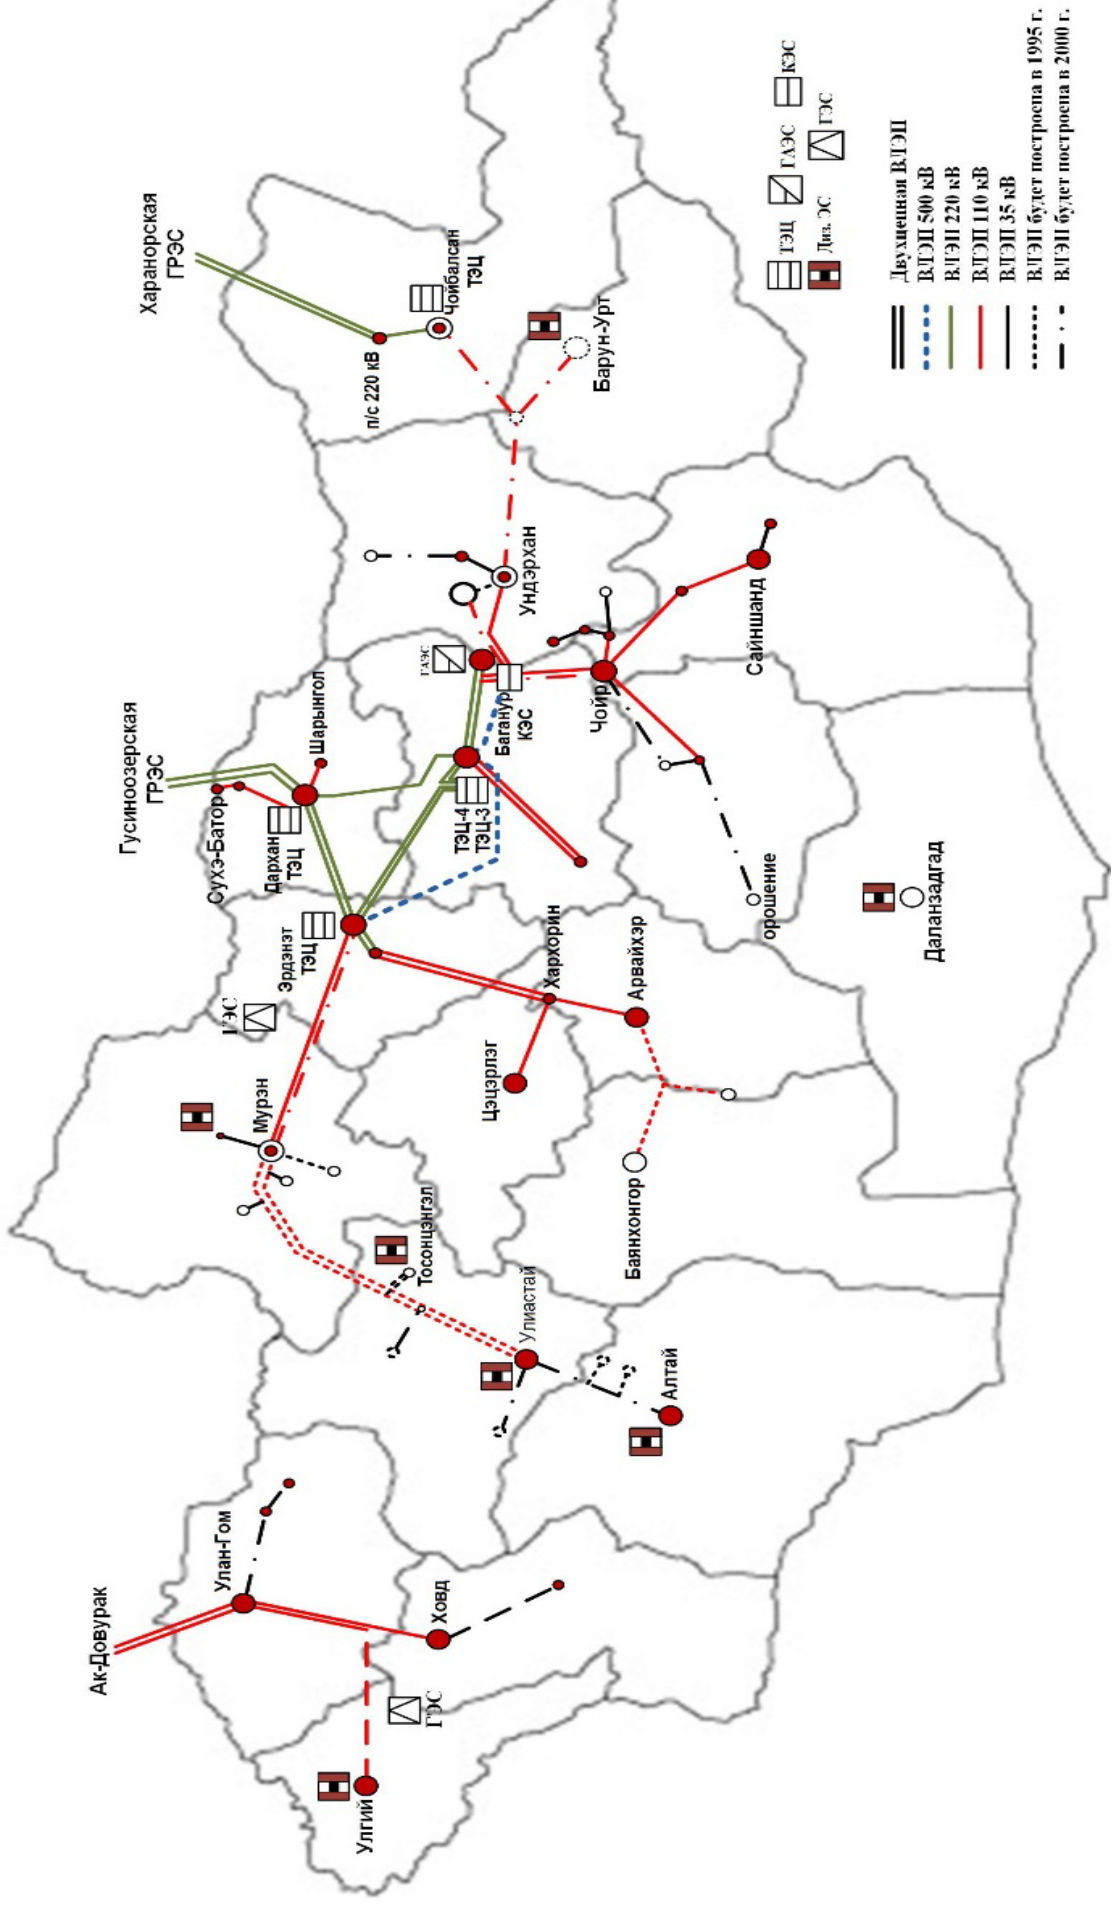 Ак-Довурак
Улан-Гом
Ховд
ГЭС
Улгий
Мурэн
ГЭС
Тосонцэнгэл
Улиастай
Алтай
Баянхонгор
Цэцэрлэг
Хархорин
Арвайхэр
Эрдэнэт
ТЭЦ
Гусиноозерская
ГРЭС
Сухэ-Батор
Дархан
ТЭЦ
Шарынгол
ТЭЦ-4
ТЭЦ-3
ГАЭС
Баганур
КЭС
Ундэрхан
Чойр
Сайншанд
орошение
Даланзадгад
Харанорская
ГРЭС
п/с 220 кВ
Чойбалсан
ТЭЦ
Барун-Урт
ТЭЦ
ГАЭС
КЭС
Диз. ЭС
ГЭС
Двухцепная ВЛЭП
ВЛЭП 500 кВ
ВЛЭП 220 кВ
ВЛЭП 110 кВ
ВЛЭП 35 кВ
ВЛЭП будет построена в 1995 г.
ВЛЭП будет построена в 2000 г.